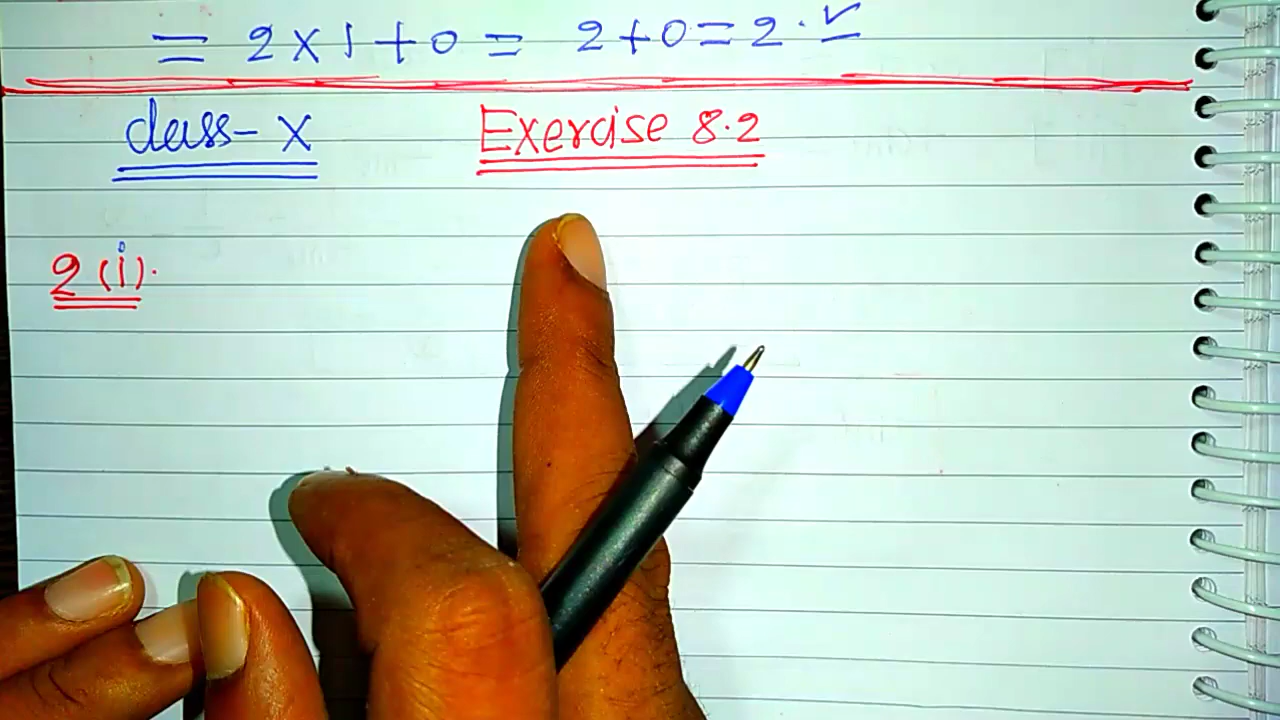 = 2 × 1 + 0 = 2 + 0 = 2 . ✓
class - X
Exercise 8.2
2 (i).